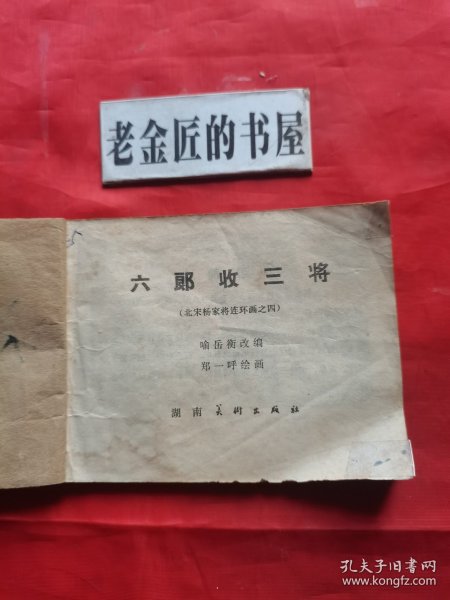 老金匠的书屋
5
六郎收三将
(北宋杨家将连环画之四)
喻岳衡改编
郑一呼绘画
湖南美术出版社
孔夫子旧书网
www.kongfz.com